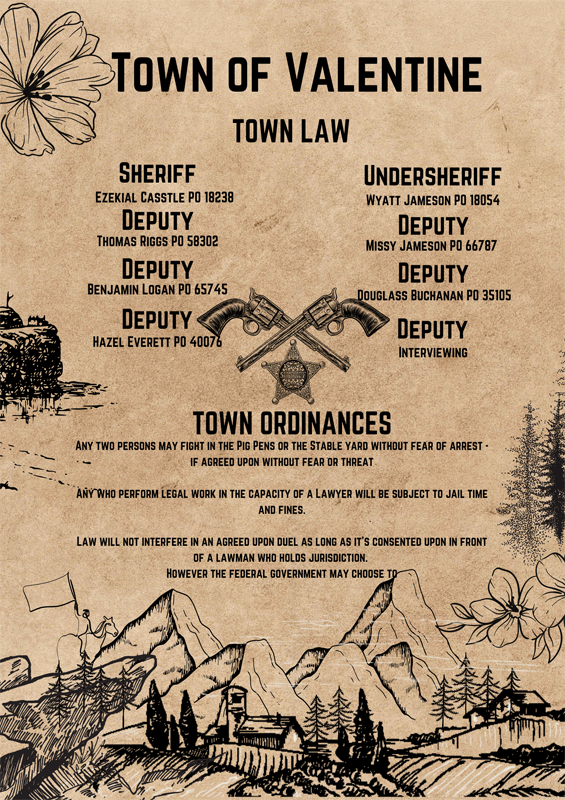 Town of Valentine
TOWN LAW
Sheriff
Ezekial Casstle PO 18238
Deputy
Thomas Riggs PO 58302
Deputy
Benjamin Logan PO 65745
Deputy
Hazel Everett PO 40076
Undersheriff
Wyatt Jameson PO 18054
Deputy
Missy Jameson PO 66787
Deputy
Douglass Buchanan PO 35105
Deputy
Interviewing
TOWN ORDINANCES
Any two persons may fight in the Pig Pens or the Stable yard without fear of arrest -
if agreed upon without fear or threat
Any who perform legal work in the capacity of a Lawyer will be subject to jail time
and fines.
Law will not interfere in an agreed upon duel as long as it's consented upon in front
of a lawman who holds jurisdiction.
However the federal government may choose to